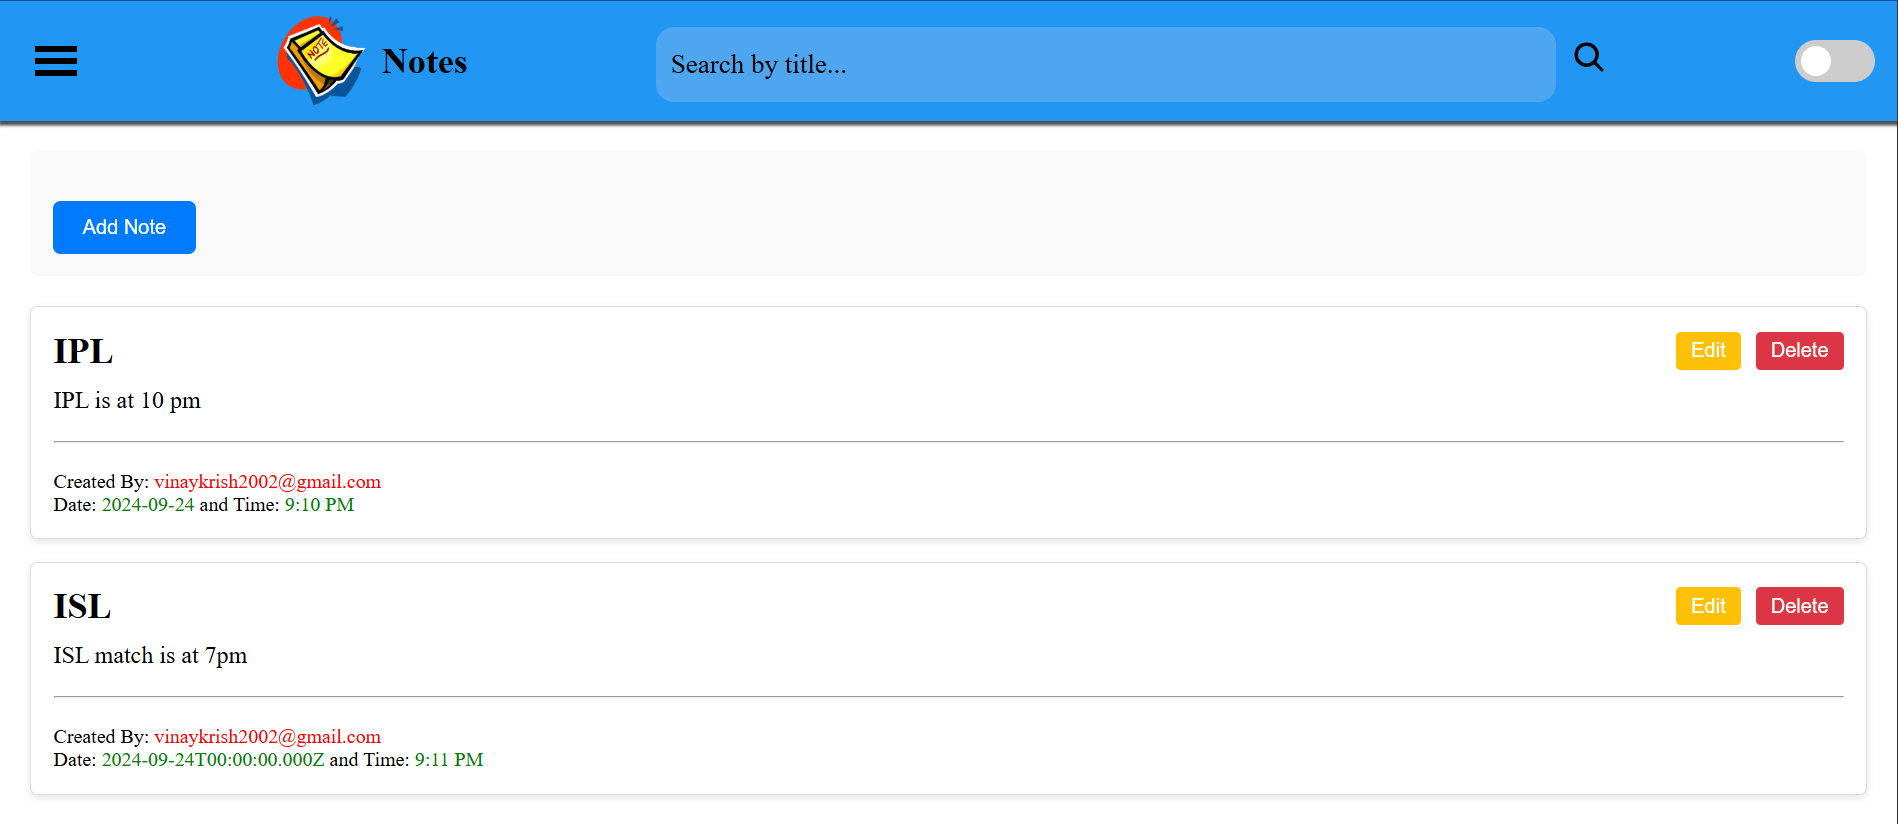 NOTE
Notes
Search by title...
Add Note
IPL
Edit
Delete
IPL is at 10 pm
Created By: vinaykrish2002@gmail.com
Date: 2024-09-24 and Time: 9:10 PM
ISL
Edit
Delete
ISL match is at 7pm
Created By: vinaykrish2002@gmail.com
Date: 2024-09-24T00:00:00.000Z and Time: 9:11 PM